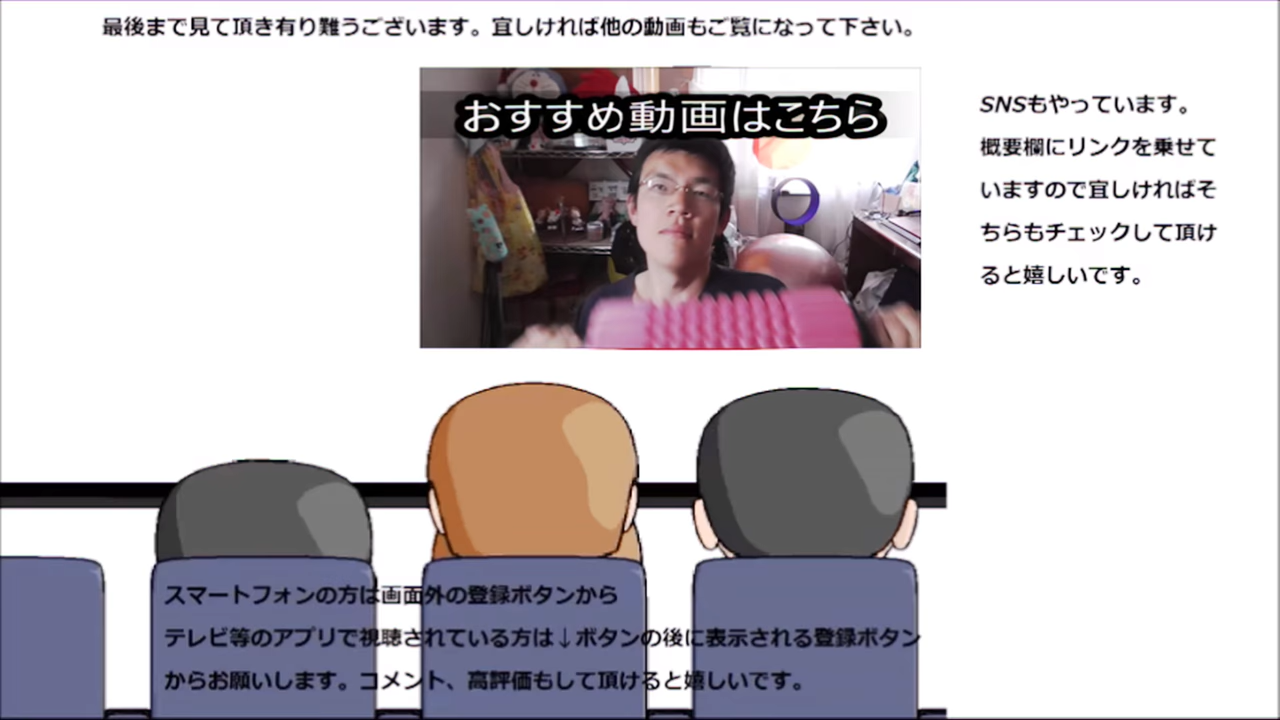 最後まで見て頂き有り難うございます。宜しければ他の動画もご覧になって下さい。
おすすめ動画はこちら
SNSもやっています。
概要欄にリンクを乗せて
いますので宜しければそ
ちらもチェックして頂け
ると嬉しいです。
スマートフォンの方は画面外の登録ボタンから
テレビ等のアプリで視聴されている方は↓ボタンの後に表示される登録ボタン
からお願いします。コメント、高評価もして頂けると嬉しいです。